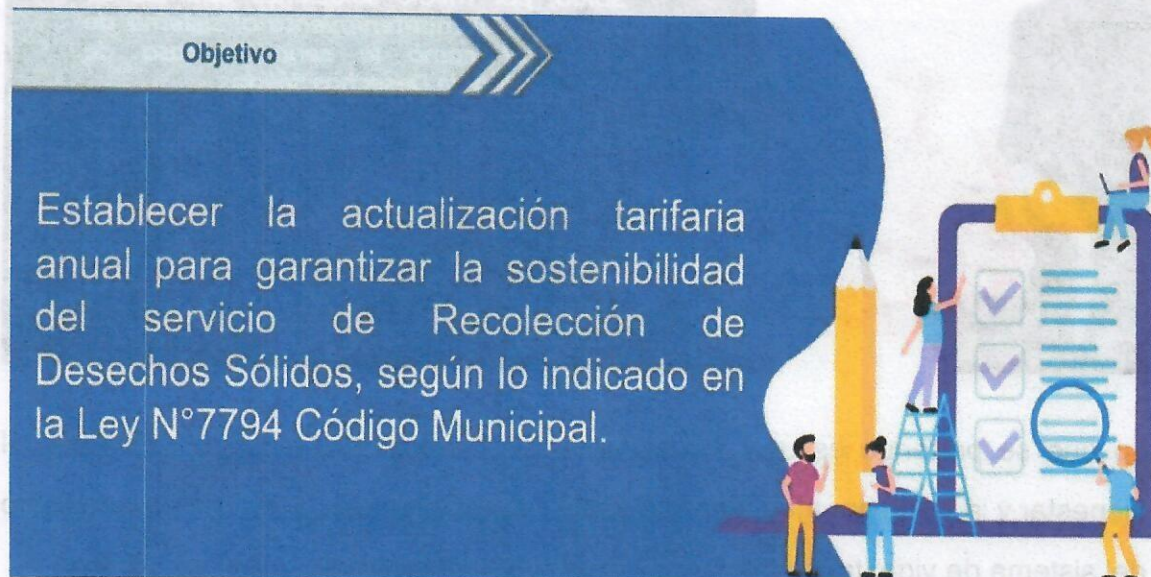 Objetivo
Establecer la actualización tarifaria
anual para garantizar la sostenibilidad
del servicio de Recolección de
Desechos Sólidos, según lo indicado en
la Ley N°7794 Código Municipal.